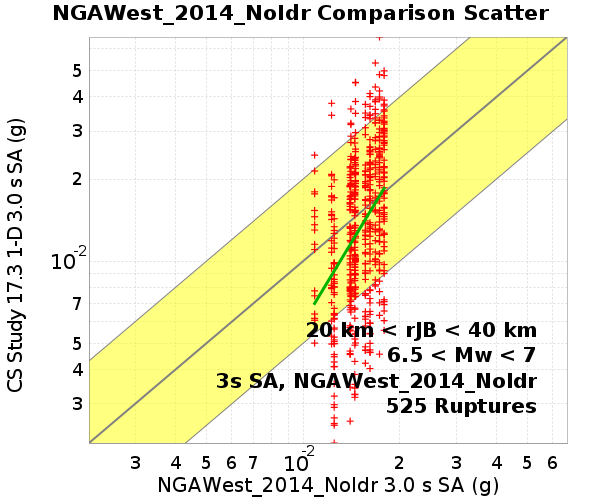 NGAWest_2014_NoIdr Comparison Scatter
CS Study 17.3 1-D 3.0 s SA (g)
5
4
3
2
10-2
7
5
4
3
20 km < rJB < 40 km
6.5 < Mw < 7
3s SA, NGAWest_2014_NoIdr
525 Ruptures
3 4 5 6 7 10-2 2 3 4 5 6
NGAWest_2014_NoIdr 3.0 s SA (g)